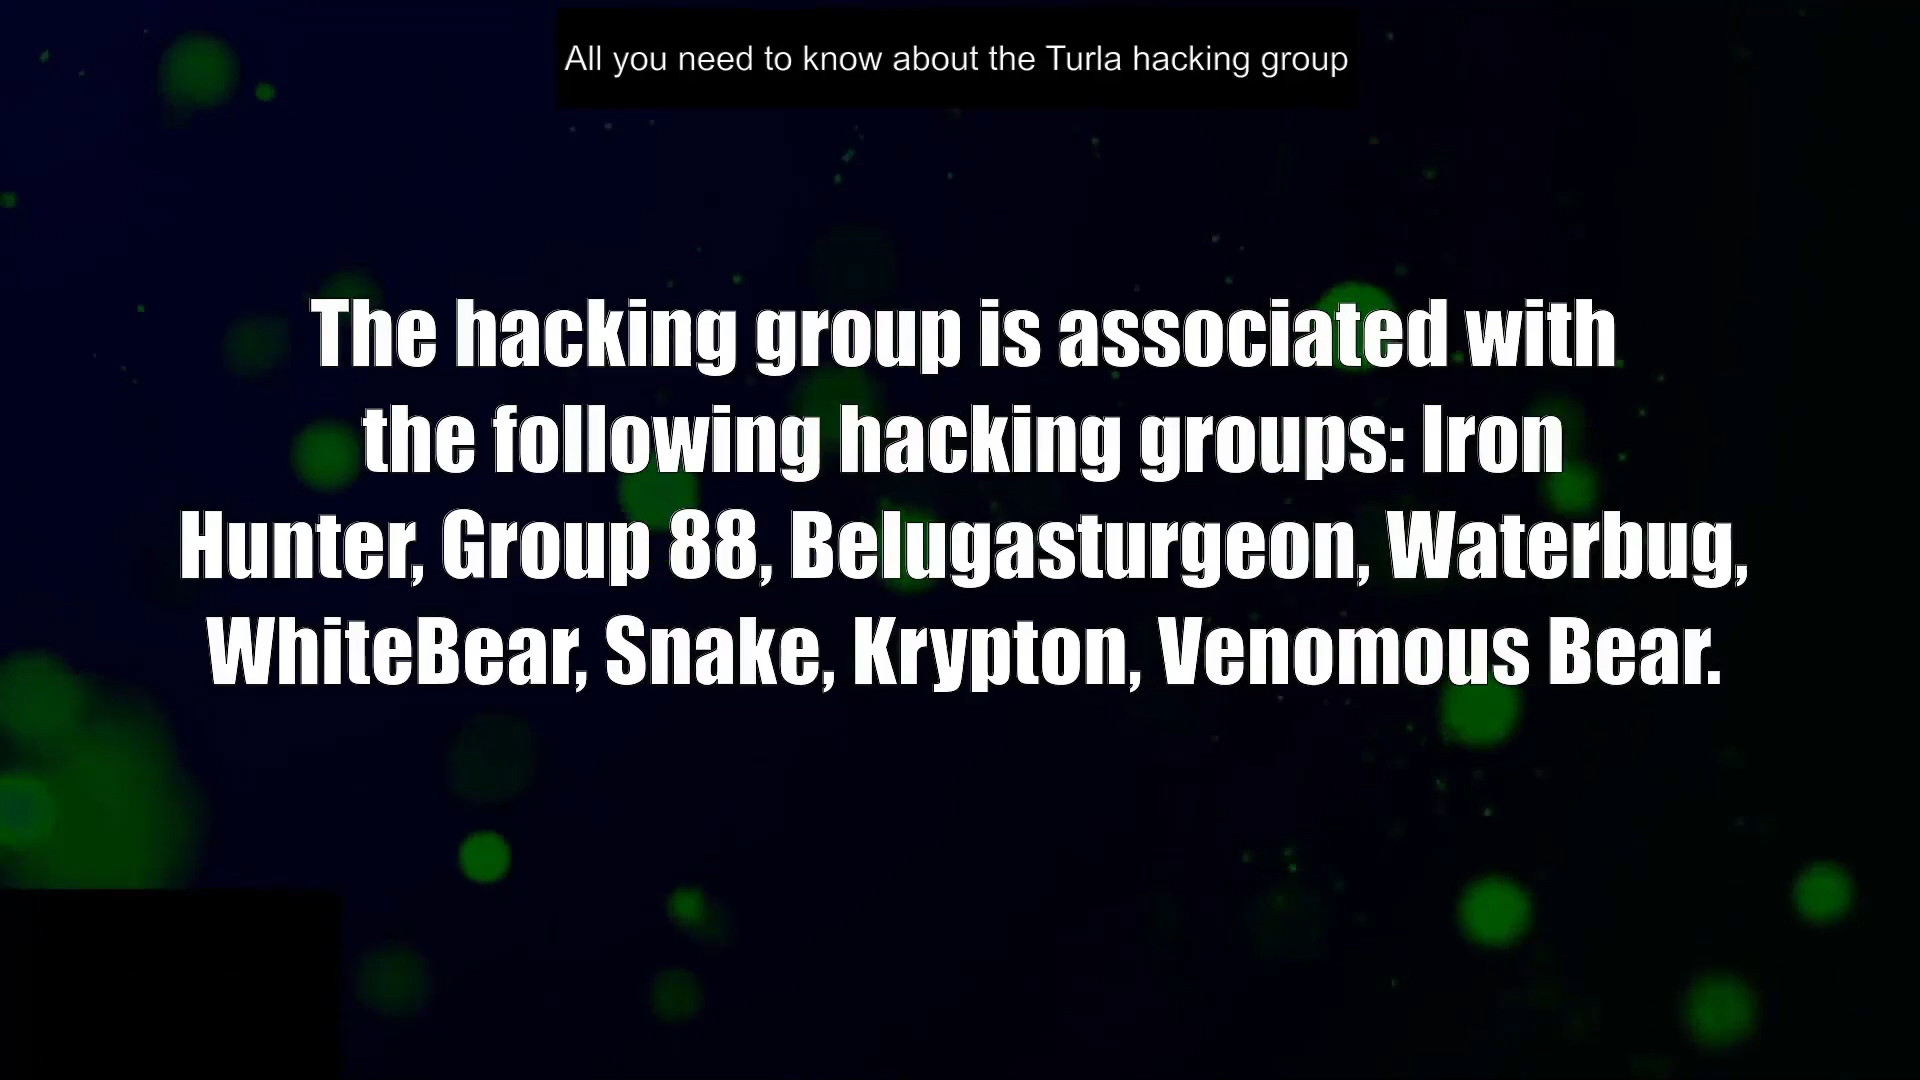 All you need to know about the Turla hacking group
The hacking group is associated with
the following hacking groups: Iron
Hunter, Group 88, Belugasturgeon, Waterbug,
WhiteBear, Snake, Krypton, Venomous Bear.